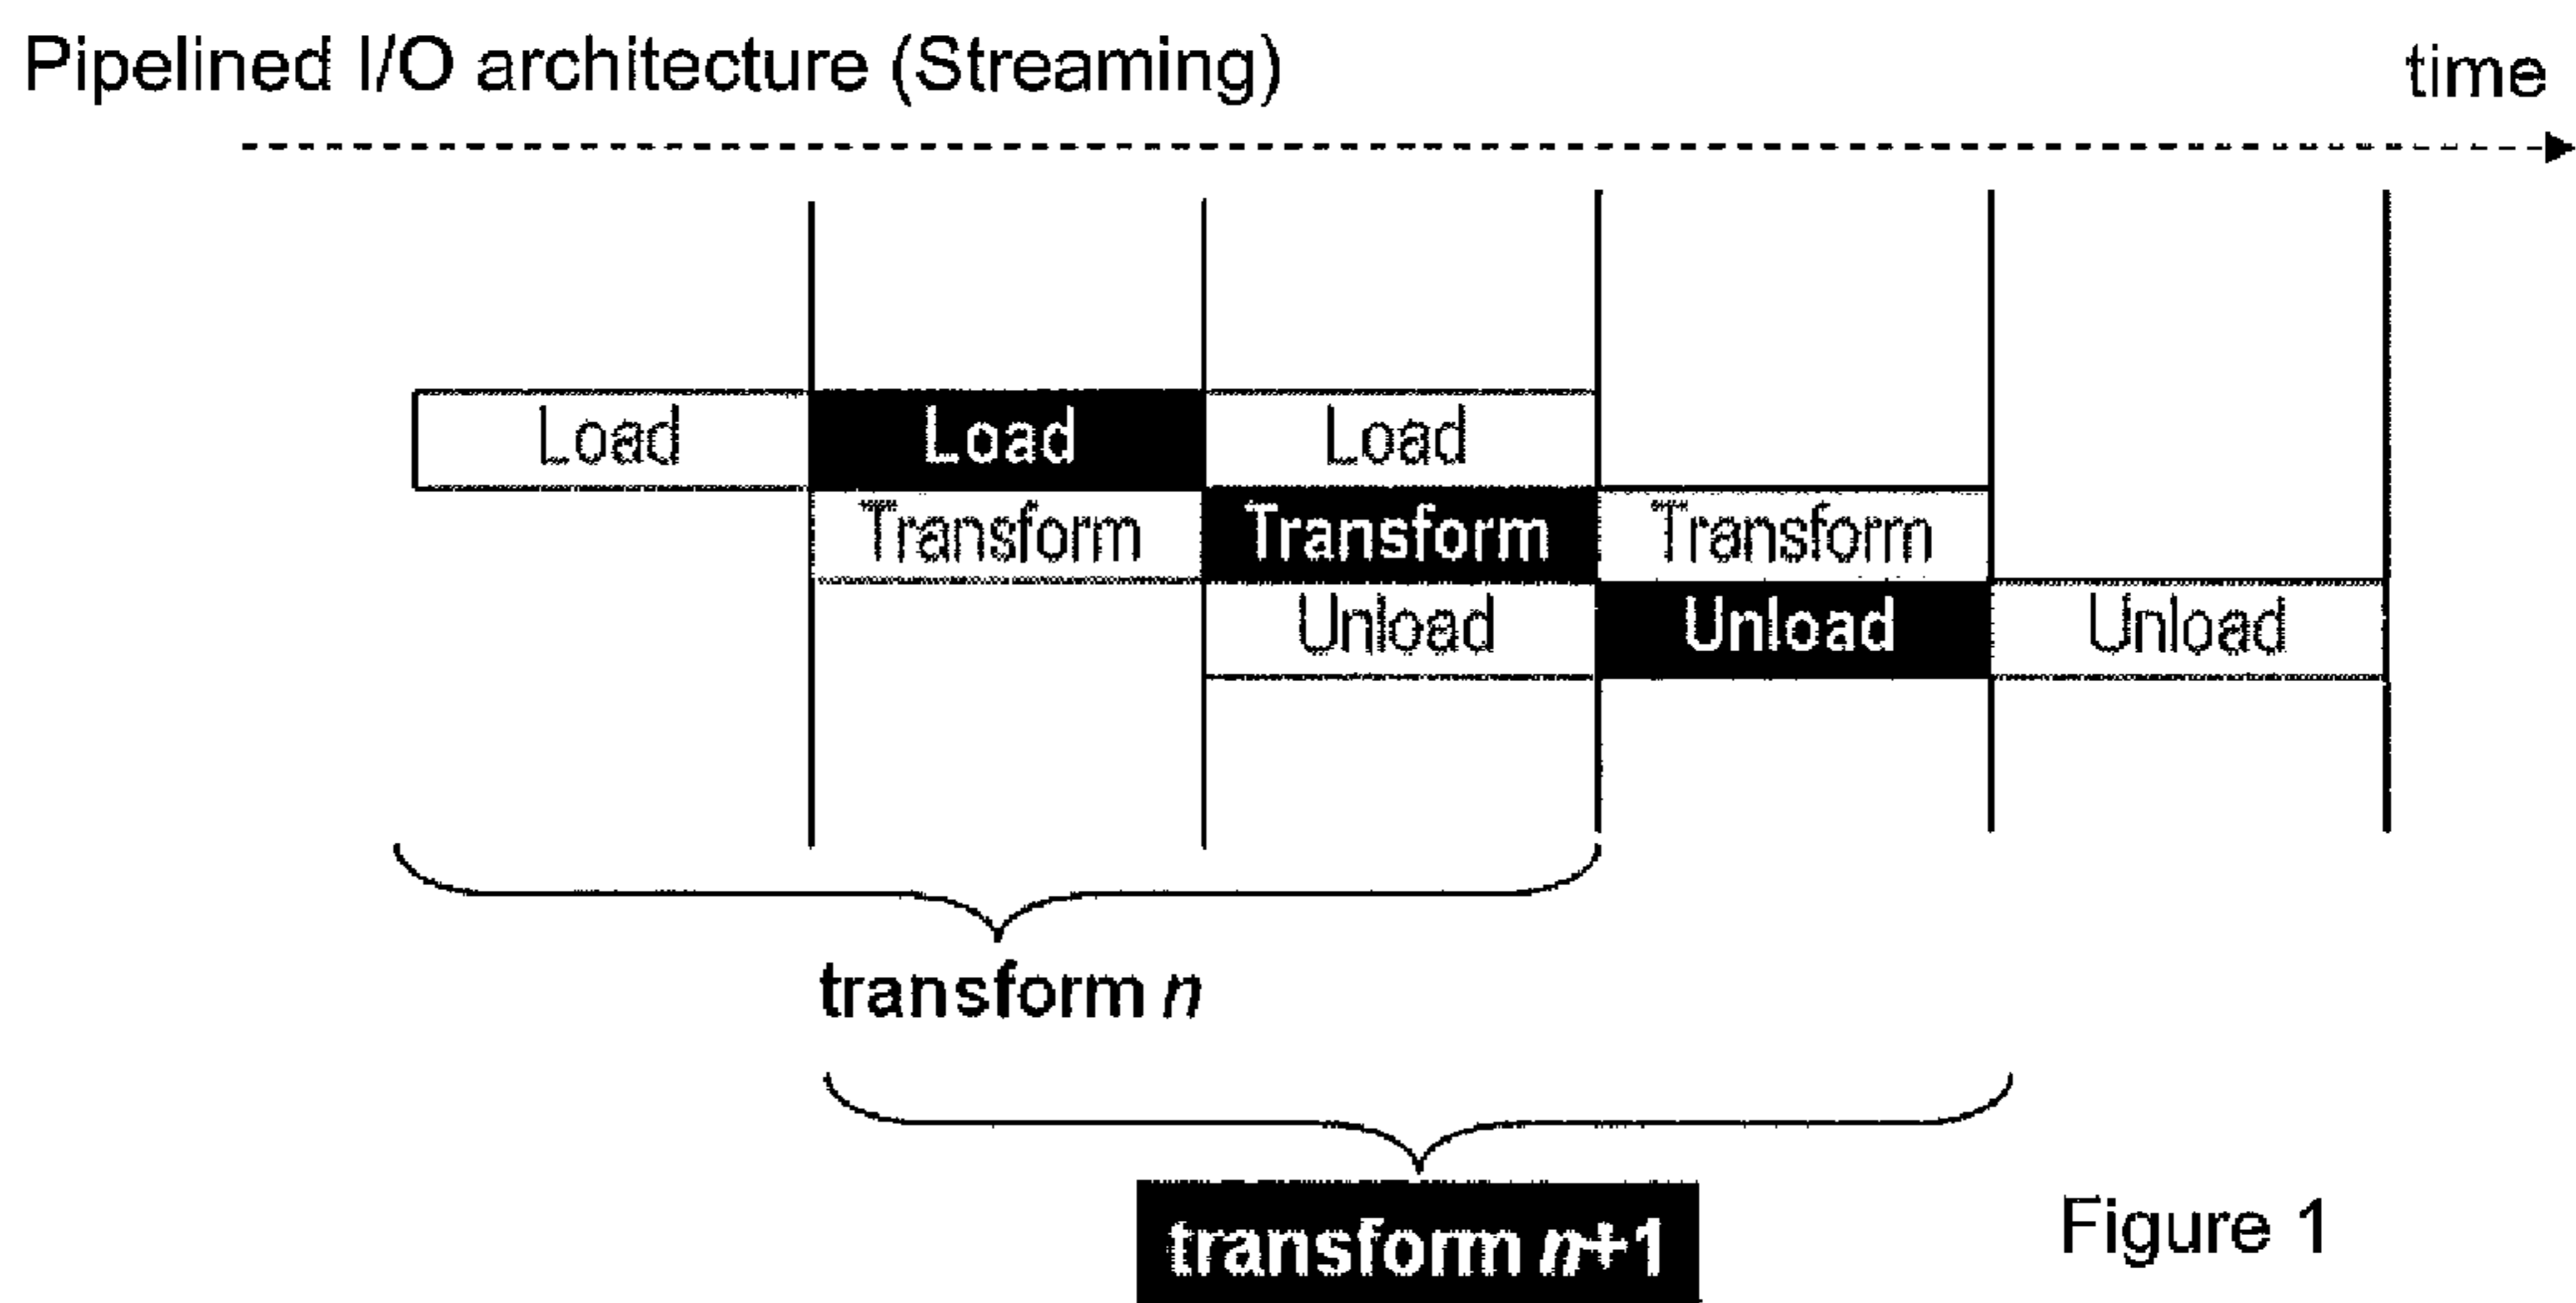 Pipelined I/O architecture (Streaming)
time
Load Load Load
Transform Transform Transform
Unload Unload Unload
transform n
transform n+1
Figure 1